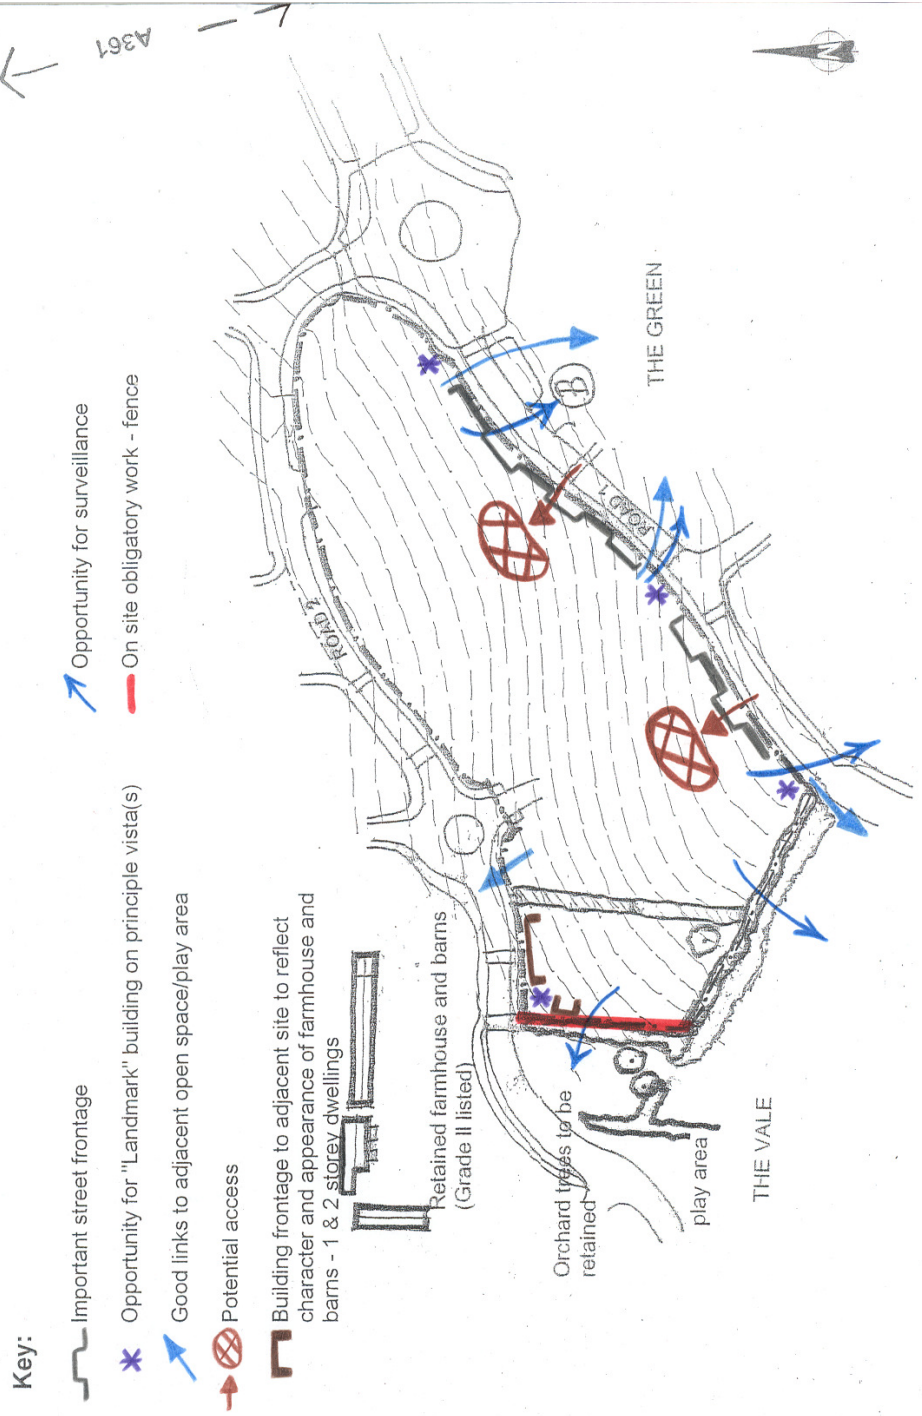 Key:
Important street frontage
Opportunity for "Landmark" building on principle vista(s)
Good links to adjacent open space/play area
Potential access
Building frontage to adjacent site to reflect
character and appearance of farmhouse and
barns - 1 & 2 storey dwellings
Opportunity for surveillance
On site obligatory work - fence
A361
N
Retained farmhouse and barns
(Grade II listed)
ROAD 2
Orchard trees to be
retained
play area
THE VALE
ROAD 1
B
THE GREEN